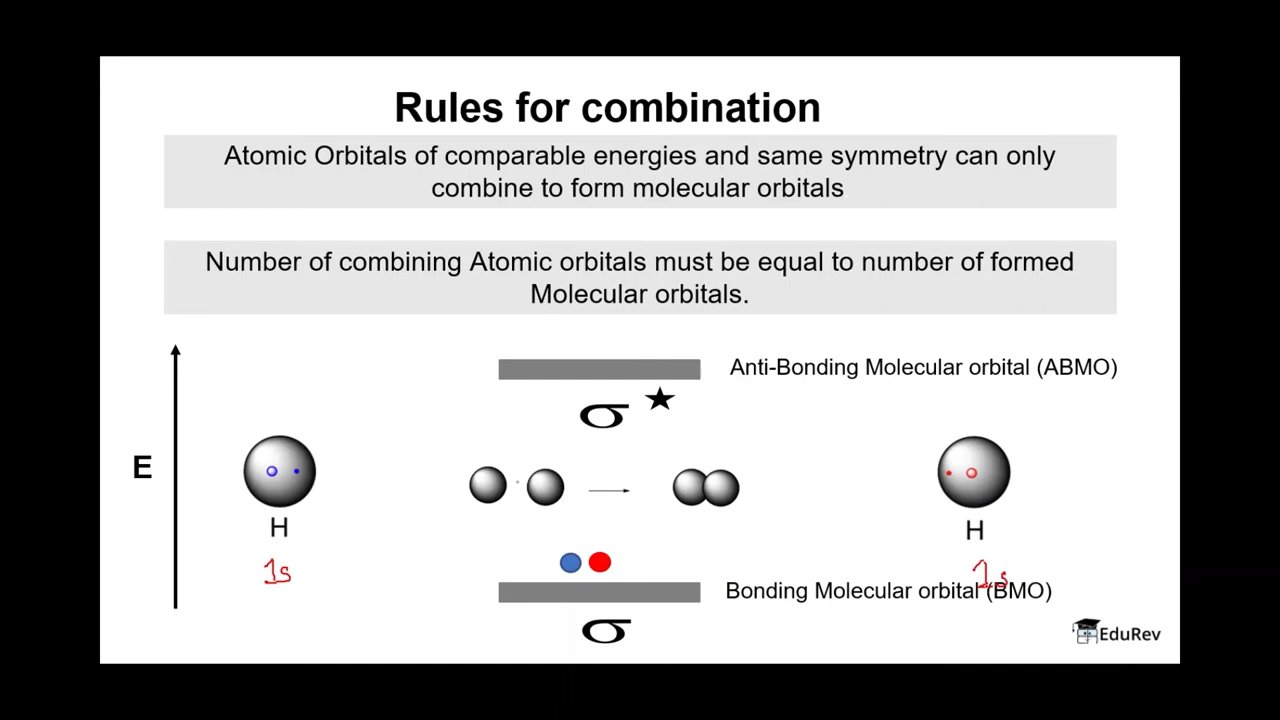 Rules for combination
Atomic Orbitals of comparable energies and same symmetry can only
combine to form molecular orbitals
Number of combining Atomic orbitals must be equal to number of formed
Molecular orbitals.
Anti-Bonding Molecular orbital (ABMO)
σ ★
E
H
H
1s
1s
Bonding Molecular orbital (BMO)
σ
EduRev